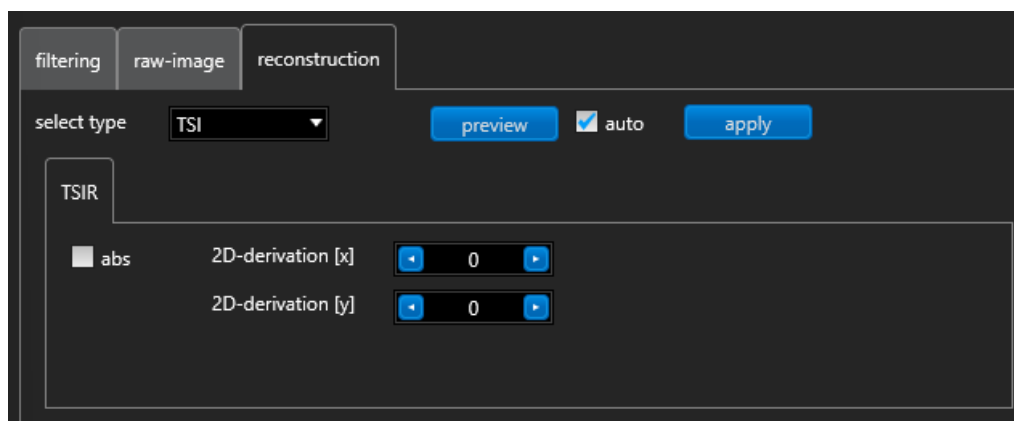 filtering raw-image reconstruction
select type TSI preview auto apply
TSIR
abs 2D-derivation [x] 0
2D-derivation [y] 0